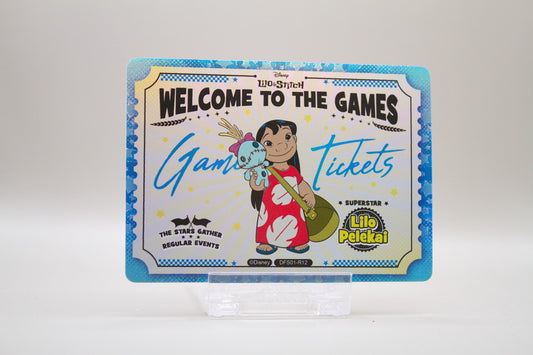 Disney
LILO & STITCH
WELCOME TO THE GAMES
Game Tickets
THE STARS GATHER
REGULAR EVENTS
SUPERSTAR
Lilo
Pelekai
©Disney DFS01-R12